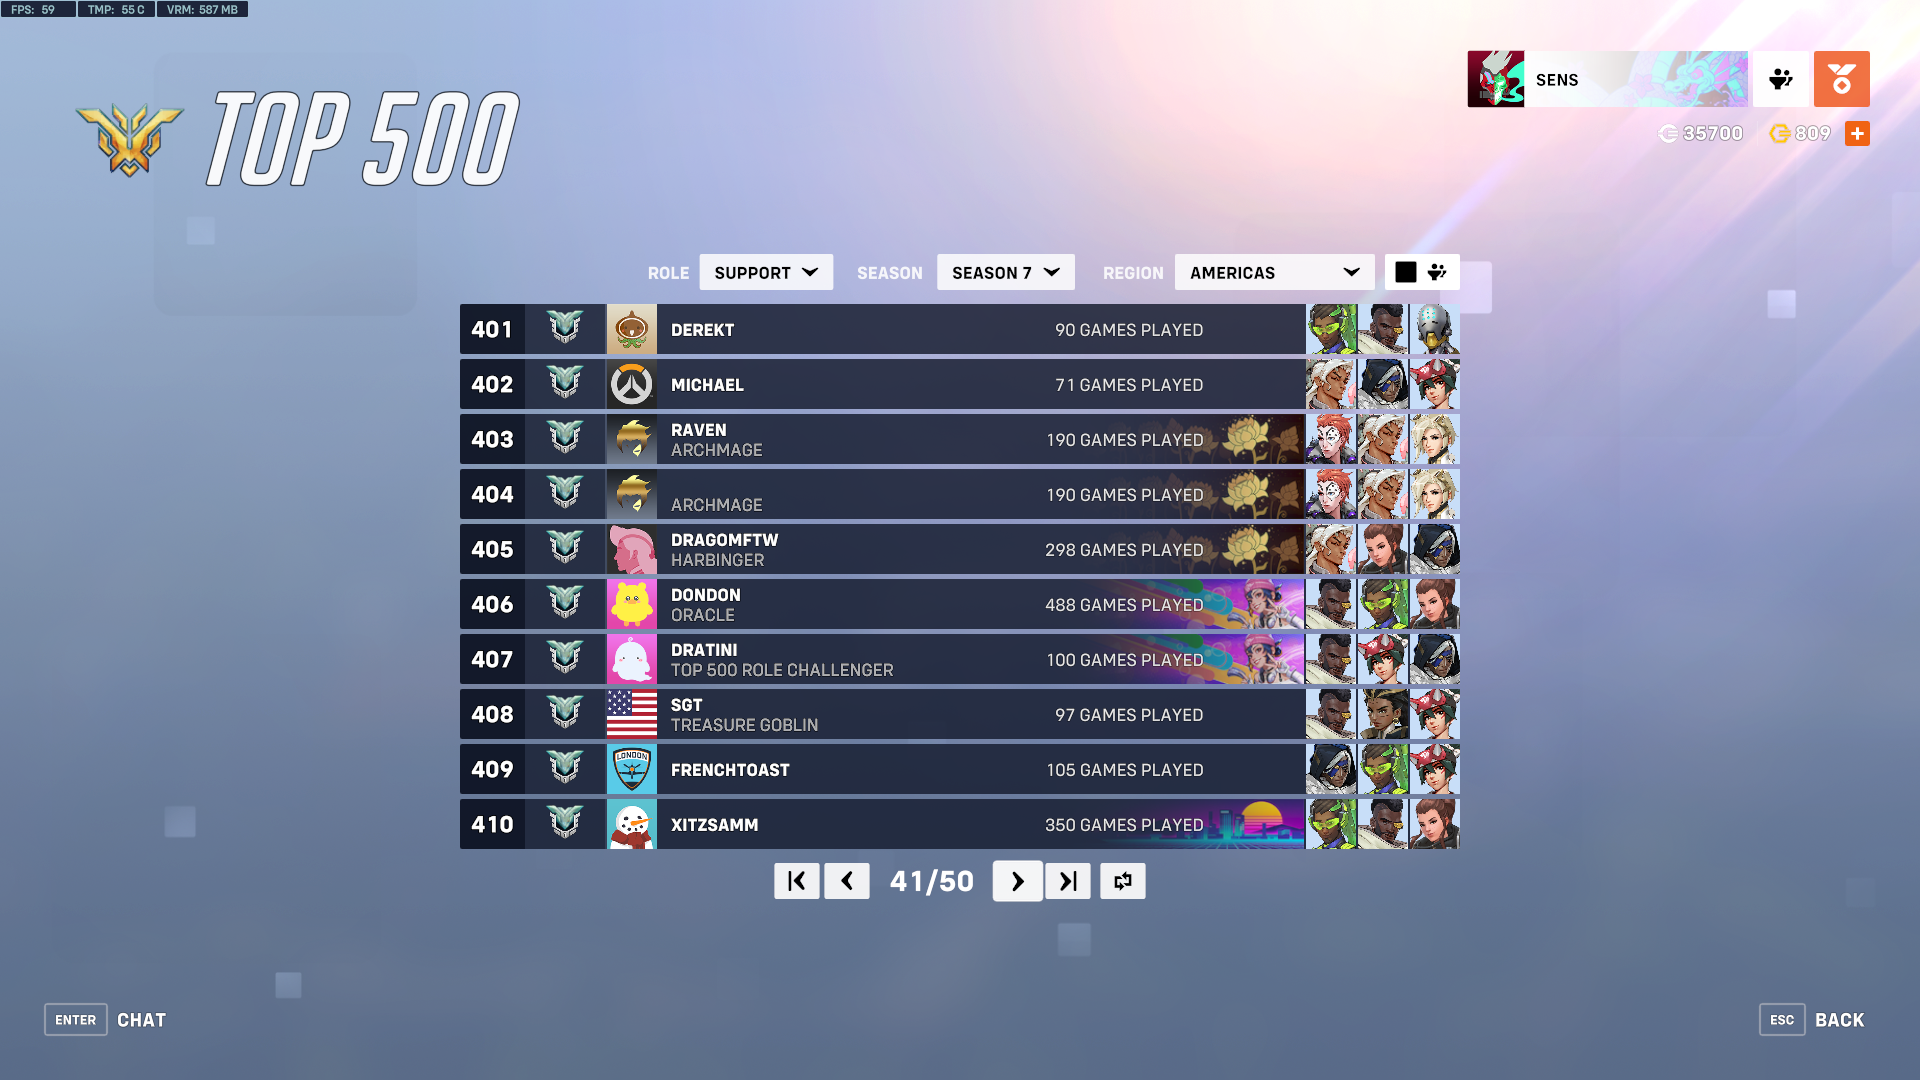 FPS: 59 TMP: 55 C VRM: 587 MB
TOP 500
SENS
35700 809
ROLE SUPPORT SEASON SEASON 7 REGION AMERICAS
401 DEREKT 90 GAMES PLAYED
402 MICHAEL 71 GAMES PLAYED
403 RAVEN 190 GAMES PLAYED
ARCHMAGE
404 190 GAMES PLAYED
ARCHMAGE
405 DRAGOMFTW 298 GAMES PLAYED
HARBINGER
406 DONDON 488 GAMES PLAYED
ORACLE
407 DRATINI 100 GAMES PLAYED
TOP 500 ROLE CHALLENGER
408 SGT 97 GAMES PLAYED
TREASURE GOBLIN
LONDON
409 FRENCHTOAST 105 GAMES PLAYED
410 XITZSAMM 350 GAMES PLAYED
41/50
ENTER CHAT
ESC BACK